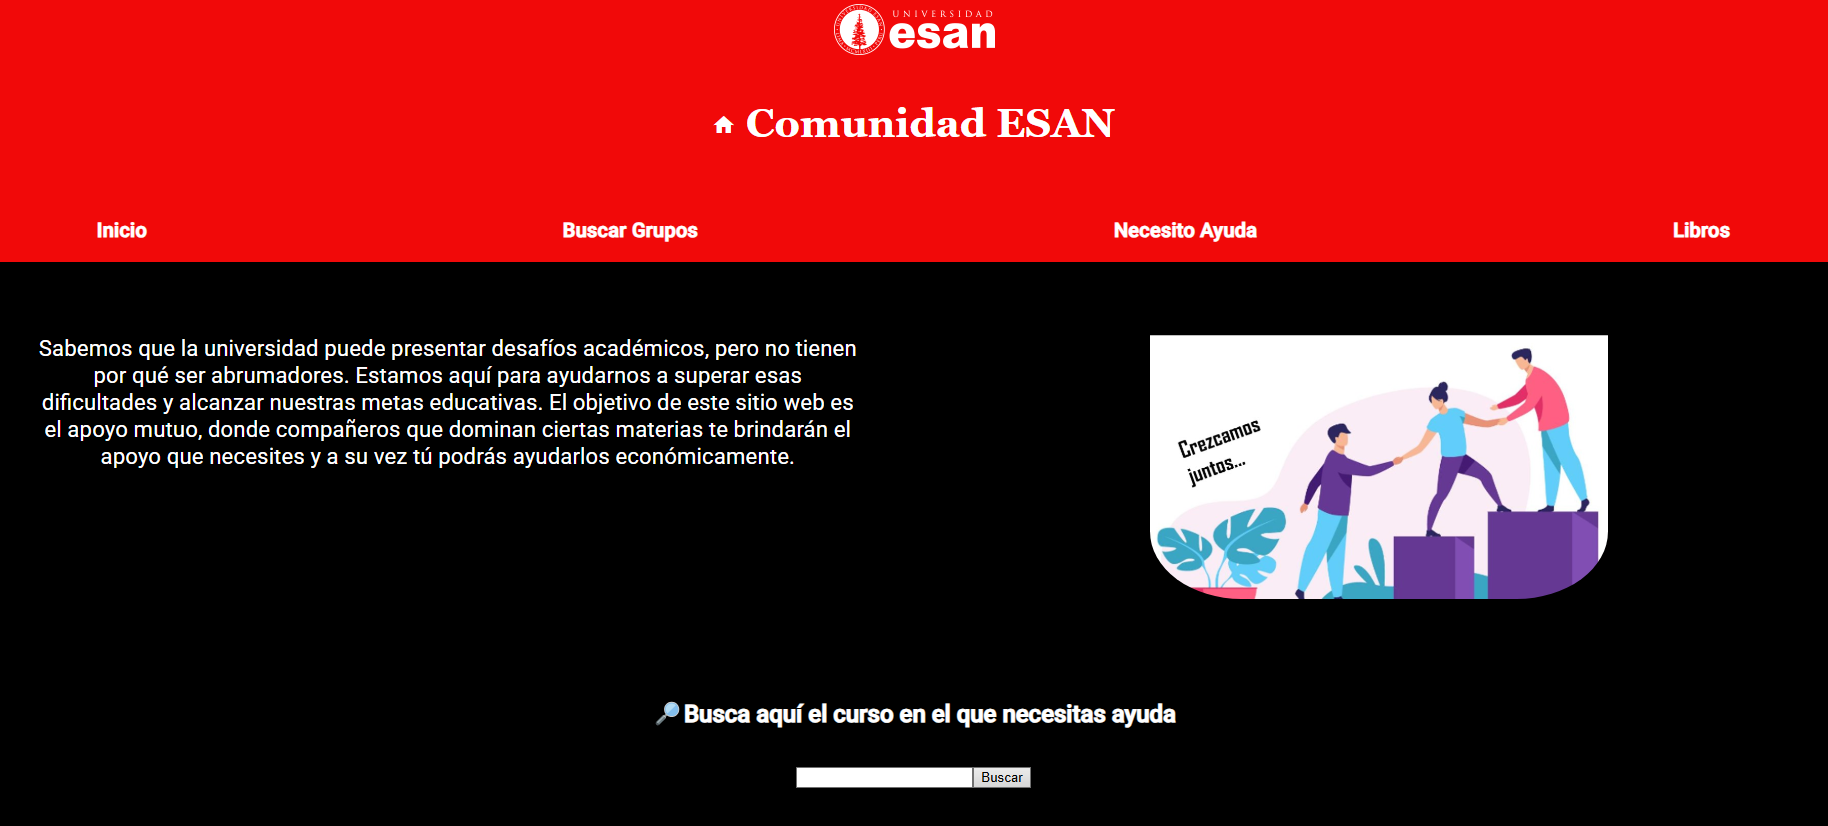 UNIVERSIDAD
esan
Comunidad ESAN
Inicio
Buscar Grupos
Necesito Ayuda
Libros
Sabemos que la universidad puede presentar desafíos académicos, pero no tienen
por qué ser abrumadores. Estamos aquí para ayudarnos a superar esas
dificultades y alcanzar nuestras metas educativas. El objetivo de este sitio web es
el apoyo mutuo, donde compañeros que dominan ciertas materias te brindarán el
apoyo que necesites y a su vez tú podrás ayudarlos económicamente.
Crezcamos
juntos...
Busca aquí el curso en el que necesitas ayuda
Buscar